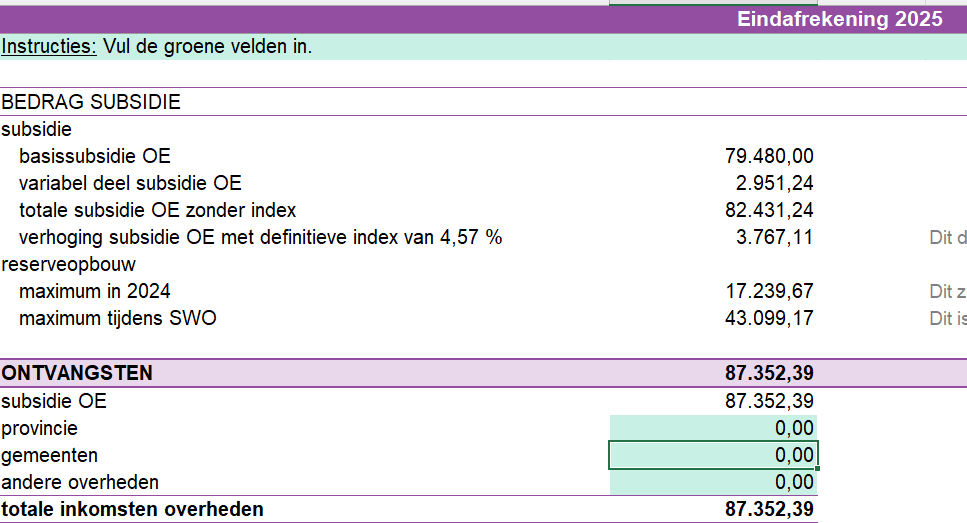 Eindafrekening 2025
Instructies: Vul de groene velden in.
BEDRAG SUBSIDIE
subsidie
basissubsidie OE 79.480,00
variabel deel subsidie OE 2.951,24
totale subsidie OE zonder index 82.431,24
verhoging subsidie OE met definitieve index van 4,57 % 3.767,11 Dit d
reserveopbouw
maximum in 2024 17.239,67 Dit z
maximum tijdens SWO 43.099,17 Dit is
ONTVANGSTEN 87.352,39
subsidie OE 87.352,39
provincie 0,00
gemeenten 0,00
andere overheden 0,00
totale inkomsten overheden 87.352,39